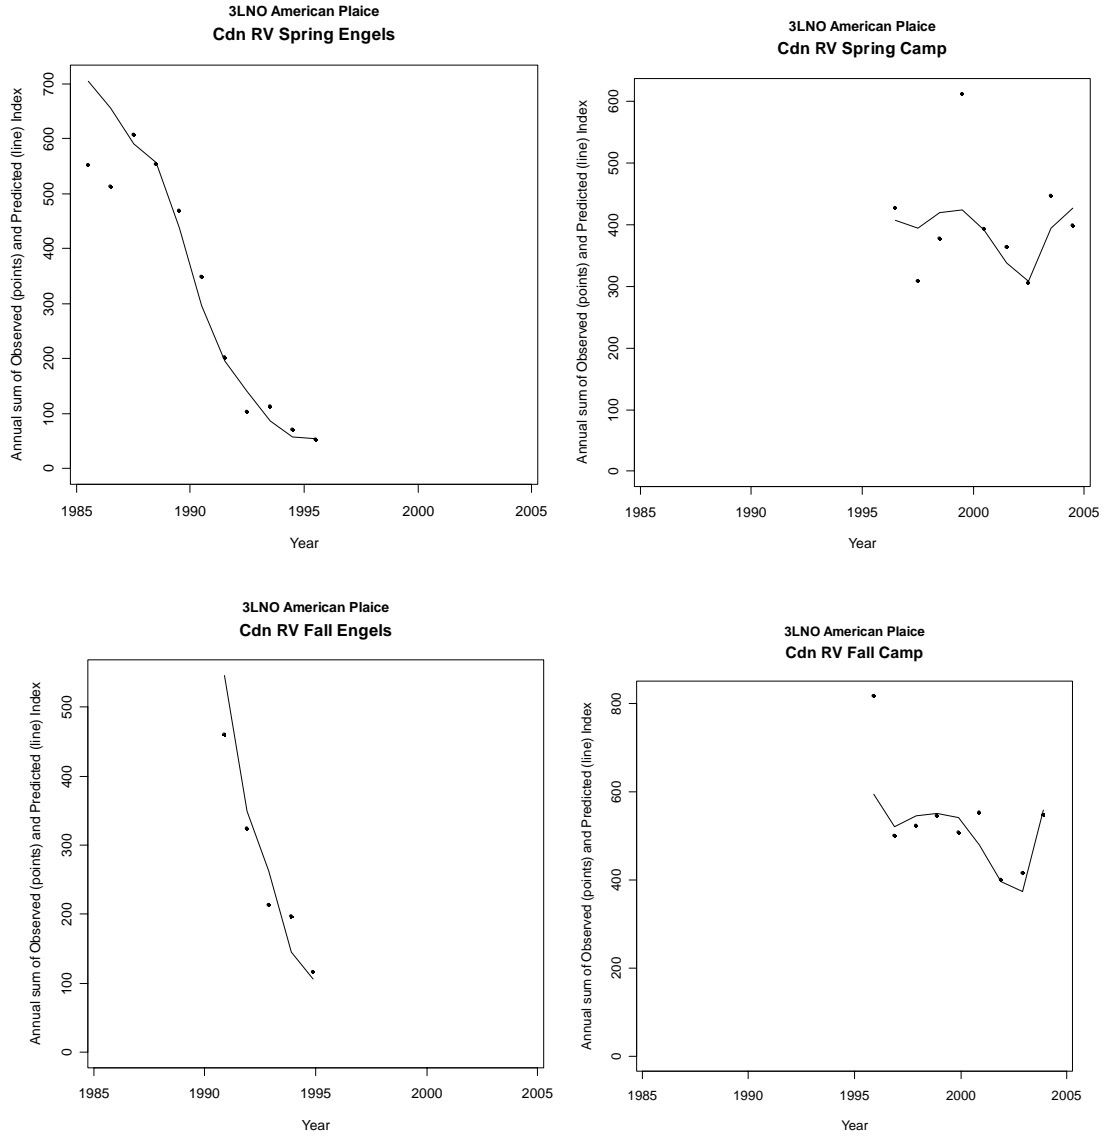 3LNO American Plaice
Cdn RV Spring Engels
Annual sum of Observed (points) and Predicted (line) Index
700
600
500
400
300
200
100
0
1985 1990 1995 2000 2005
Year
3LNO American Plaice
Cdn RV Spring Camp
Annual sum of Observed (points) and Predicted (line) Index
600
500
400
300
200
100
0
1985 1990 1995 2000 2005
Year
3LNO American Plaice
Cdn RV Fall Engels
Annual sum of Observed (points) and Predicted (line) Index
500
400
300
200
100
0
1985 1990 1995 2000 2005
Year
3LNO American Plaice
Cdn RV Fall Camp
Annual sum of Observed (points) and Predicted (line) Index
800
600
400
200
0
1985 1990 1995 2000 2005
Year